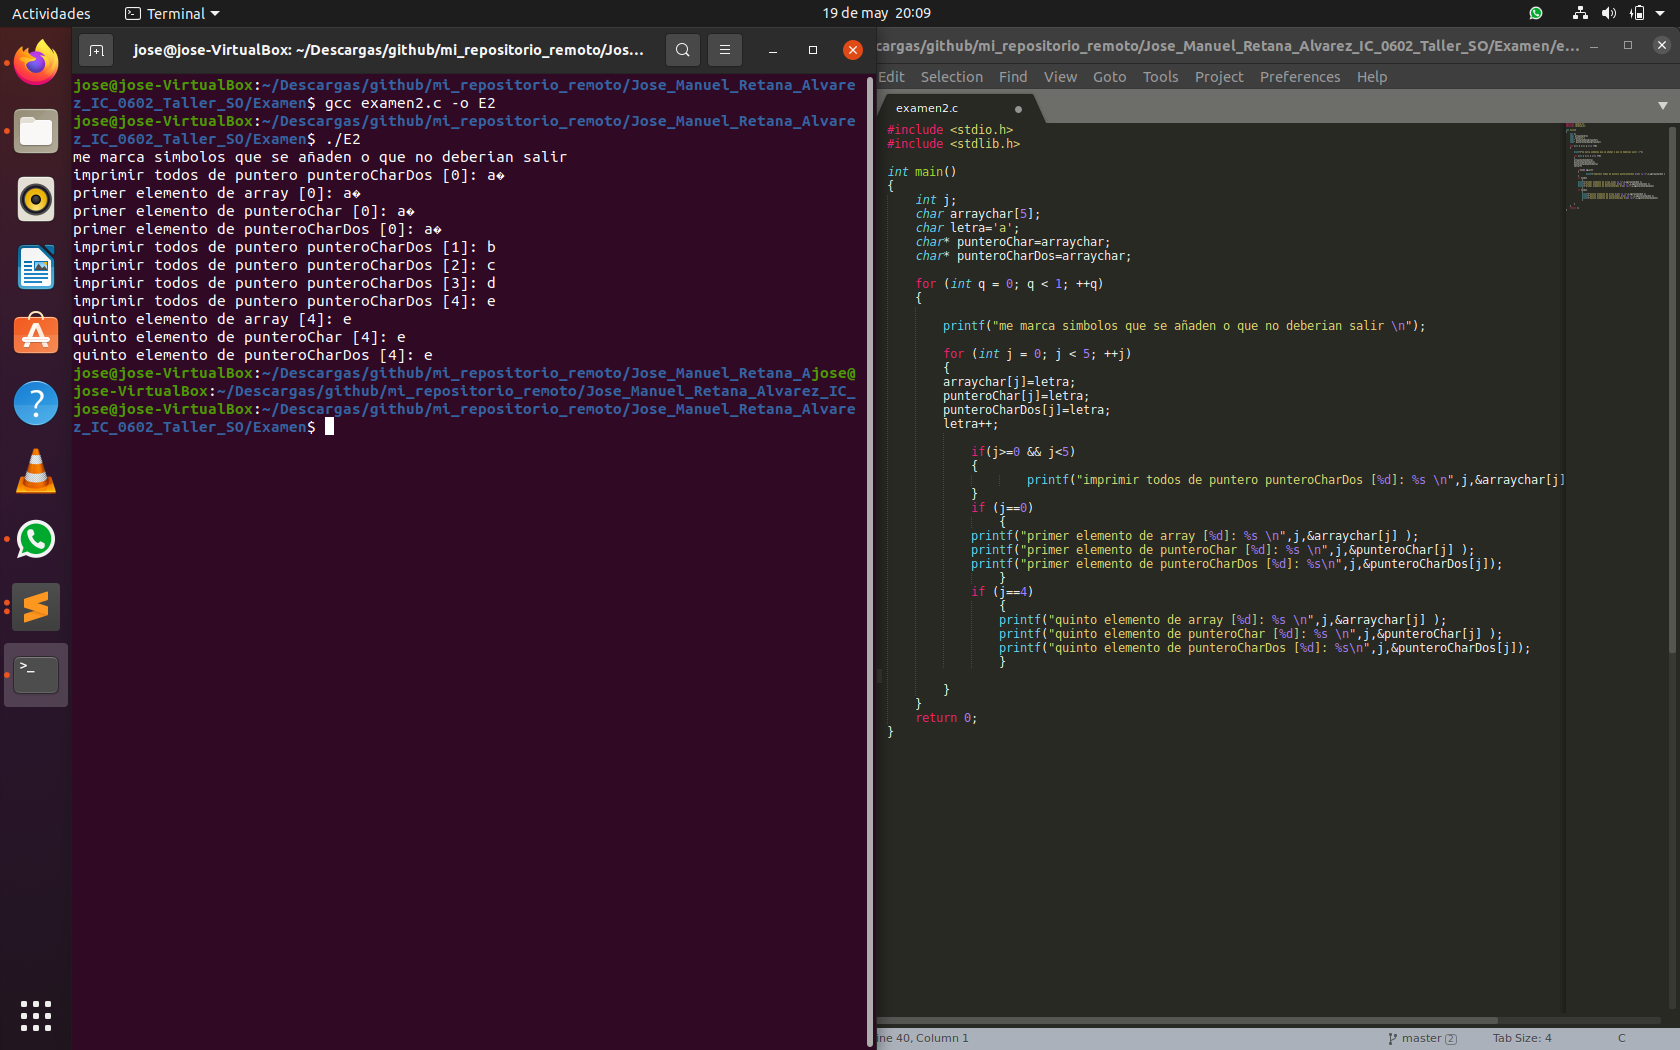 Actividades
Terminal
19 de may 20:09
jose@jose-VirtualBox: ~/Descargas/github/mi_repositorio_remoto/Jos...
jose@jose-VirtualBox:~/Descargas/github/mi_repositorio_remoto/Jose_Manuel_Retana_Alvare
z_IC_0602_Taller_SO/Examen$ gcc examen2.c -o E2
jose@jose-VirtualBox:~/Descargas/github/mi_repositorio_remoto/Jose_Manuel_Retana_Alvare
z_IC_0602_Taller_SO/Examen$ ./E2
me marca simbolos que se añaden o que no deberian salir
imprimir todos de puntero punteroCharDos [0]: a�
primer elemento de array [0]: a�
primer elemento de punteroChar [0]: a�
primer elemento de punteroCharDos [0]: a�
imprimir todos de puntero punteroCharDos [1]: b
imprimir todos de puntero punteroCharDos [2]: c
imprimir todos de puntero punteroCharDos [3]: d
imprimir todos de puntero punteroCharDos [4]: e
quinto elemento de array [4]: e
quinto elemento de punteroChar [4]: e
quinto elemento de punteroCharDos [4]: e
jose@jose-VirtualBox:~/Descargas/github/mi_repositorio_remoto/Jose_Manuel_Retana_Ajose@
jose-VirtualBox:~/Descargas/github/mi_repositorio_remoto/Jose_Manuel_Retana_Alvarez_IC_
jose@jose-VirtualBox:~/Descargas/github/mi_repositorio_remoto/Jose_Manuel_Retana_Alvare
z_IC_0602_Taller_SO/Examen$
cargas/github/mi_repositorio_remoto/Jose_Manuel_Retana_Alvarez_IC_0602_Taller_SO/Examen/e...
Edit Selection Find View Goto Tools Project Preferences Help
examen2.c
#include <stdio.h>
#include <stdlib.h>
int main()
{
int j;
char arraychar[5];
char letra='a';
char* punteroChar=arraychar;
char* punteroCharDos=arraychar;
for (int q = 0; q < 1; ++q)
{
printf("me marca simbolos que se añaden o que no deberian salir \n");
for (int j = 0; j < 5; ++j)
{
arraychar[j]=letra;
punteroChar[j]=letra;
punteroCharDos[j]=letra;
letra++;
if(j>=0 && j<5)
{
printf("imprimir todos de puntero punteroCharDos [%d]: %s \n",j,&arraychar[j]
}
if (j==0)
{
printf("primer elemento de array [%d]: %s \n",j,&arraychar[j] );
printf("primer elemento de punteroChar [%d]: %s \n",j,&punteroChar[j] );
printf("primer elemento de punteroCharDos [%d]: %s\n",j,&punteroCharDos[j]);
}
if (j==4)
{
printf("quinto elemento de array [%d]: %s \n",j,&arraychar[j] );
printf("quinto elemento de punteroChar [%d]: %s \n",j,&punteroChar[j] );
printf("quinto elemento de punteroCharDos [%d]: %s\n",j,&punteroCharDos[j]);
}
}
}
return 0;
}
ine 40, Column 1
master 2
Tab Size: 4
C